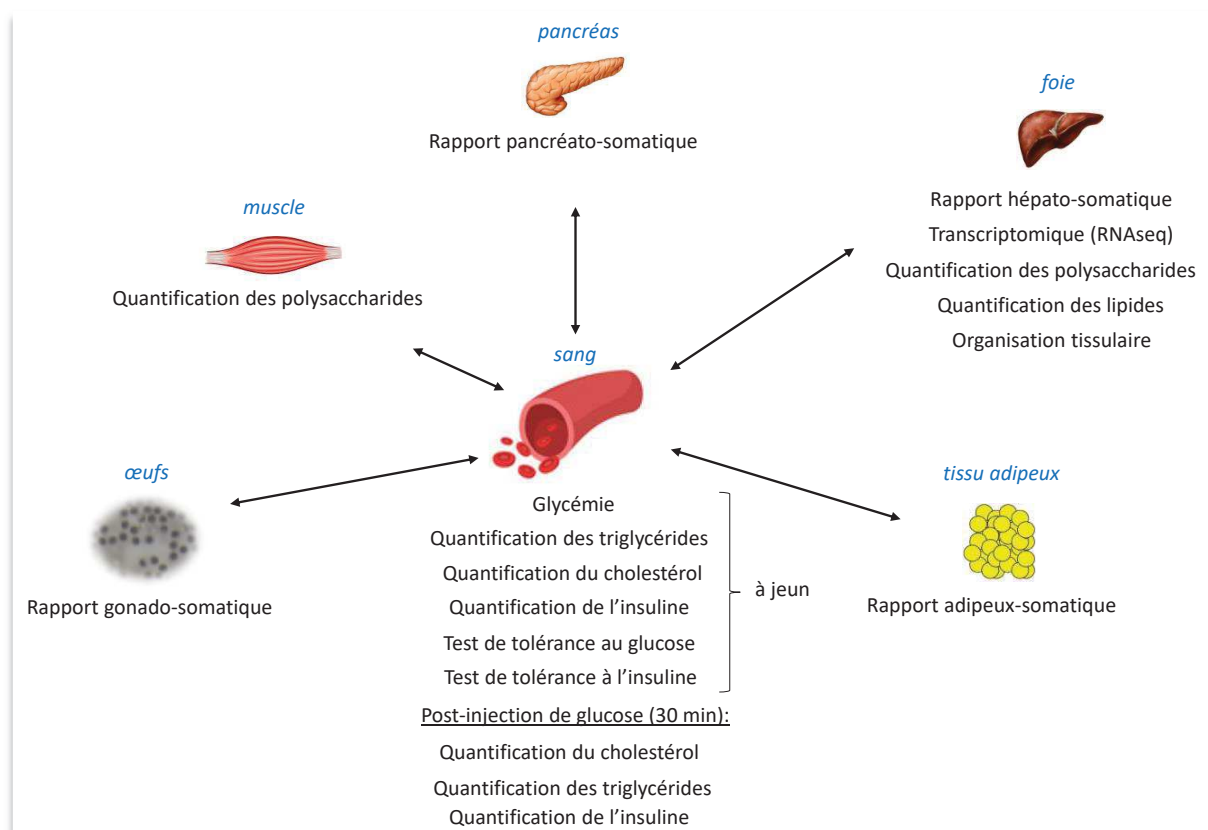 pancréas
Rapport pancréato-somatique
foie
Rapport hépato-somatique
Transcriptomique (RNAseq)
Quantification des polysaccharides
Quantification des lipides
Organisation tissulaire
muscle
Quantification des polysaccharides
sang
Glycémie
Quantification des triglycérides
Quantification du cholestérol
Quantification de l'insuline
Test de tolérance au glucose
Test de tolérance à l'insuline
à jeun
Post-injection de glucose (30 min):
Quantification du cholestérol
Quantification des triglycérides
Quantification de l'insuline
œufs
Rapport gonado-somatique
tissu adipeux
Rapport adipeux-somatique